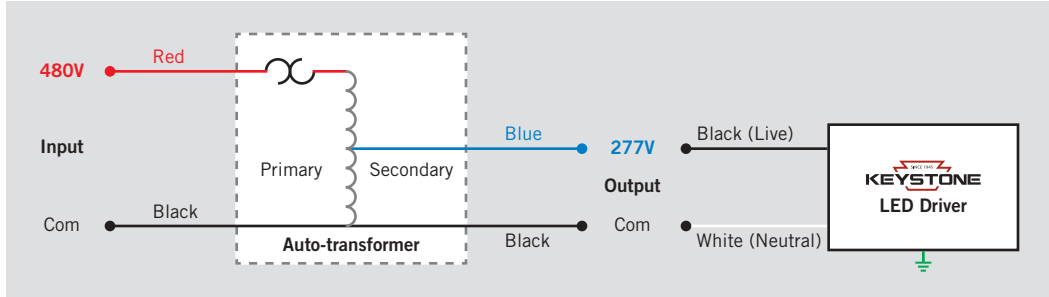 480V
Red
Input
Primary
Secondary
Com
Black
Auto-transformer
Blue
Black
277V
Output
Com
Black (Live)
White (Neutral)
SINCE 1945
KEYSTONE
LED Driver